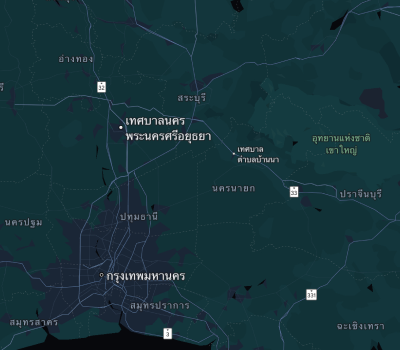 อ่างทอง
รี
32
สระบุรี
เทศบาลนคร
พระนครศรีอยุธยา
อุทยานแห่งชาติ
เขาใหญ่
เทศบาล
ตำบลบ้านนา
นครนายก
33
ปราจีนบุรี
นครปฐม
ปทุมธานี
กรุงเทพมหานคร
331
สมุทรปราการ
สมุทรสาคร
3
ฉะเชิงเทรา